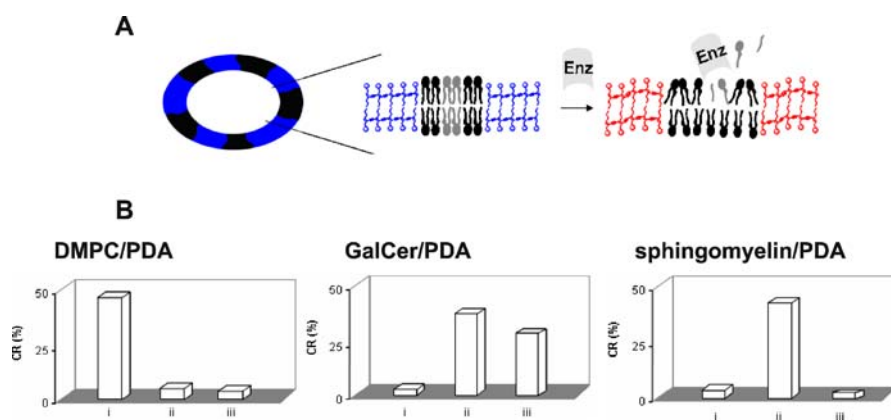 A
Enz
Enz
B
DMPC/PDA
GalCer/PDA
sphingomyelin/PDA
CR (%)
50
25
0
i
ii
iii
CR (%)
50
25
0
i
ii
iii
CR (%)
50
25
0
i
ii
iii